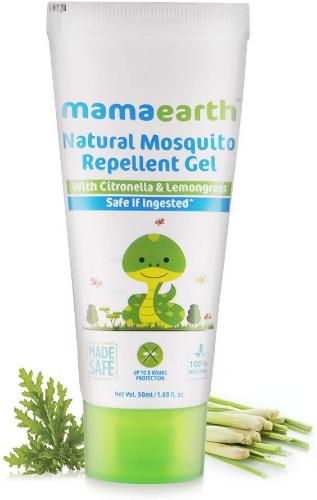 mamaearth™
Natural Mosquito
Repellent Gel
With Citronella & Lemongrass
Safe If Ingested*
MADE
SAFE
UP TO 8 HOURS
PROTECTION
100%
NATURAL
Net Vol. 50ml/1.69 fl. oz.